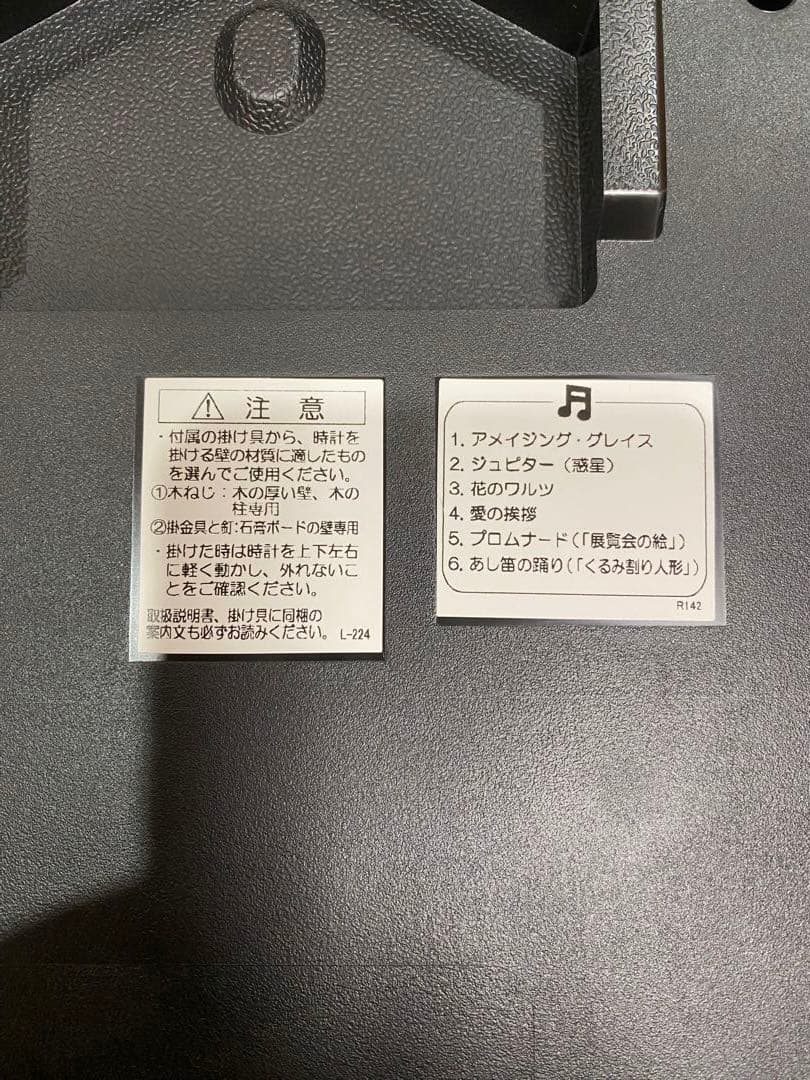 ⚠ 注意
・付属の掛け具から、時計を
掛ける壁の材質に適したもの
を選んでご使用ください。
①木ねじ：木の厚い壁、木の
柱専用
②掛金具と釘：石膏ボードの壁専用
・掛けた時は時計を上下左右
に軽く動かし、外れないこ
とをご確認ください。
取扱説明書、掛け具に同梱の
案内文も必ずお読みください。 L-224
1. アメイジング・グレイス
2. ジュピター（惑星）
3. 花のワルツ
4. 愛の挨拶
5. プロムナード（「展覧会の絵」）
6. あし笛の踊り（「くるみ割り人形」）
R142